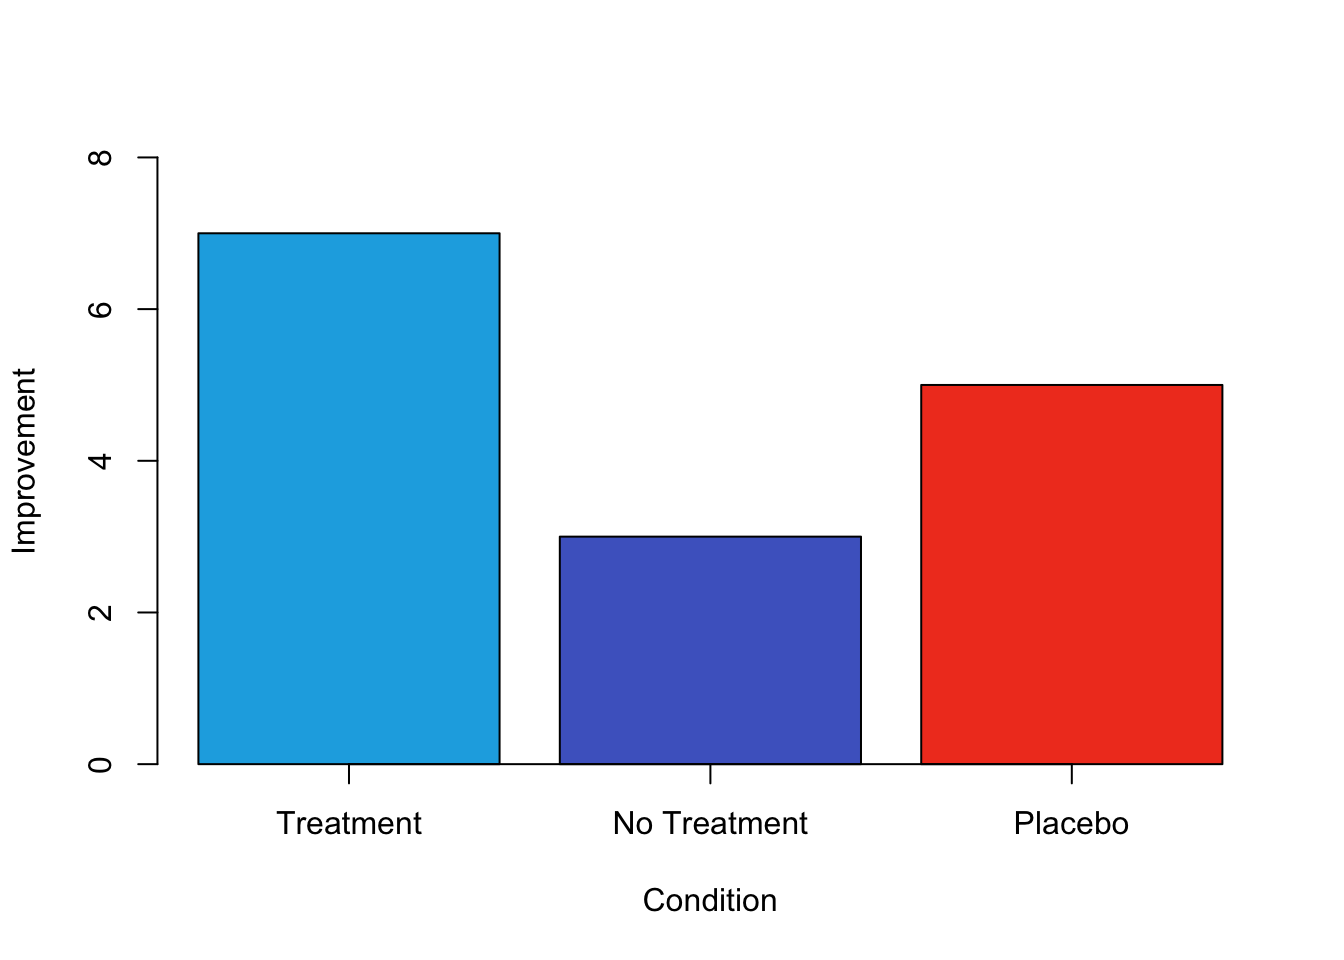 8
6
4
2
0
Improvement
Treatment
No Treatment
Placebo
Condition